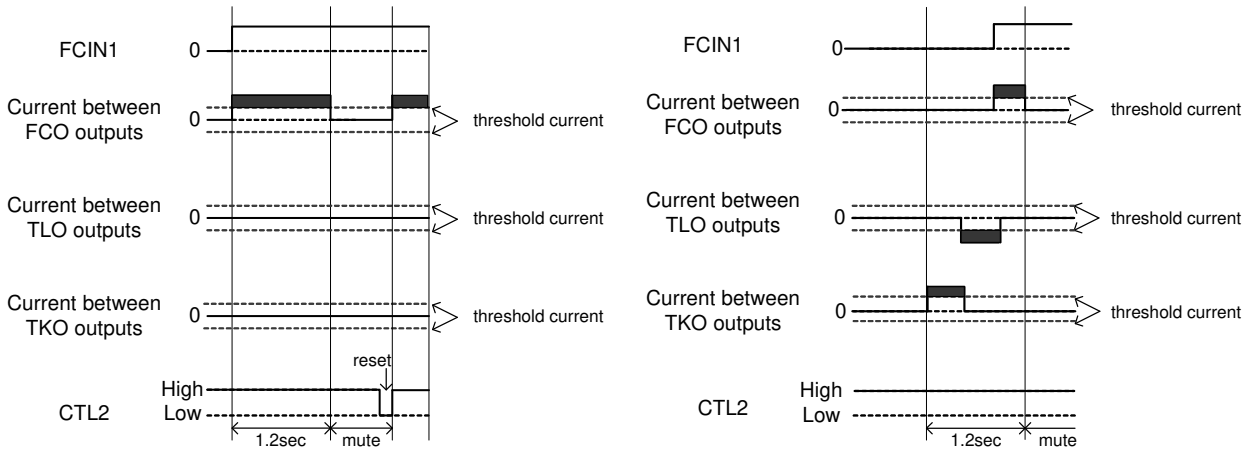 FCIN1
0
Current between
FCO outputs
0
threshold current
Current between
TLO outputs
0
threshold current
Current between
TKO outputs
0
threshold current
reset
CTL2
High
Low
1.2sec
mute
FCIN1
0
Current between
FCO outputs
0
threshold current
Current between
TLO outputs
0
threshold current
Current between
TKO outputs
0
threshold current
CTL2
High
Low
1.2sec
mute